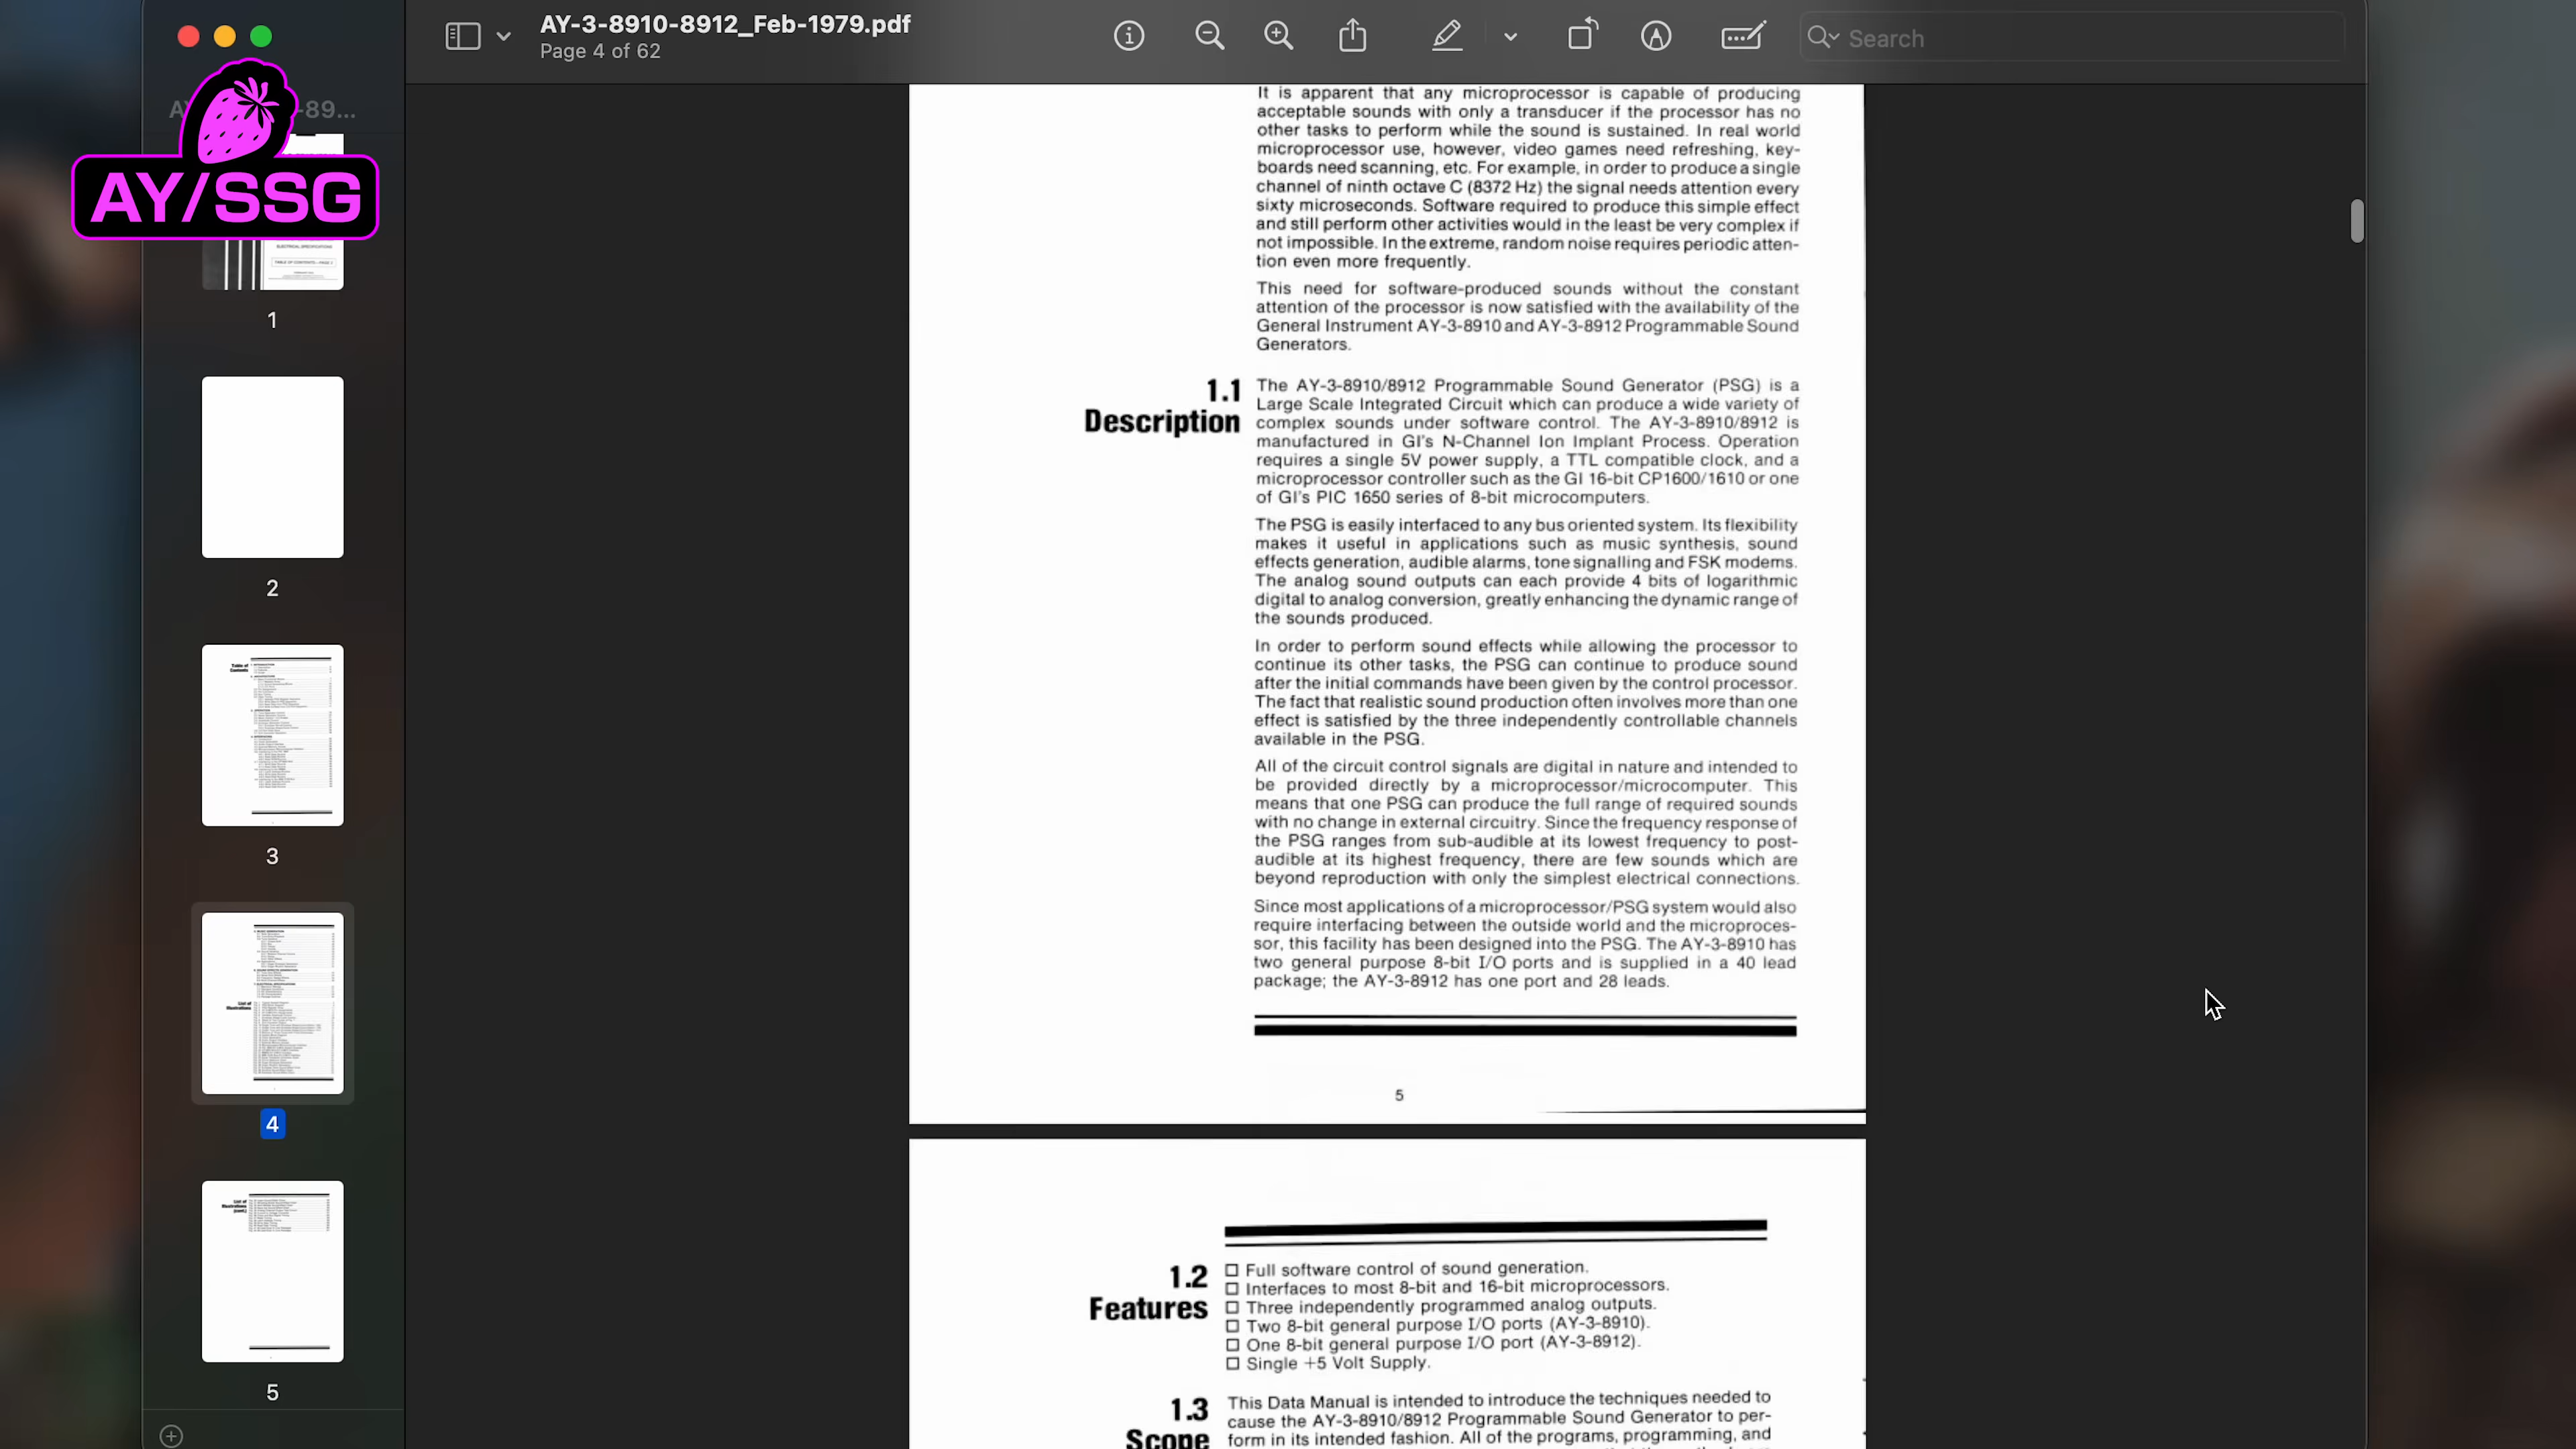 AY-3-8910-8912_Feb-1979.pdf
Page 4 of 62
Search
-89...
AY/SSG
1
2
3
4
5
It is apparent that any microprocessor is capable of producing
acceptable sounds with only a transducer if the processor has no
other tasks to perform while the sound is sustained. In real world
microprocessor use, however, video games need refreshing, key-
boards need scanning, etc. For example, in order to produce a single
channel of ninth octave C (8372 Hz) the signal needs attention every
sixty microseconds. Software required to produce this simple effect
and still perform other activities would in the least be very complex if
not impossible. In the extreme, random noise requires periodic atten-
tion even more frequently.
This need for software-produced sounds without the constant
attention of the processor is now satisfied with the availability of the
General Instrument AY-3-8910 and AY-3-8912 Programmable Sound
Generators.
1.1
Description
The AY-3-8910/8912 Programmable Sound Generator (PSG) is a
Large Scale Integrated Circuit which can produce a wide variety of
complex sounds under software control. The AY-3-8910/8912 is
manufactured in GI's N-Channel Ion Implant Process. Operation
requires a single 5V power supply, a TTL compatible clock, and a
microprocessor controller such as the GI 16-bit CP1600/1610 or one
of GI's PIC 1650 series of 8-bit microcomputers.
The PSG is easily interfaced to any bus oriented system. Its flexibility
makes it useful in applications such as music synthesis, sound
effects generation, audible alarms, tone signalling and FSK modems.
The analog sound outputs can each provide 4 bits of logarithmic
digital to analog conversion, greatly enhancing the dynamic range of
the sounds produced.
In order to perform sound effects while allowing the processor to
continue its other tasks, the PSG can continue to produce sound
after the initial commands have been given by the control processor.
The fact that realistic sound production often involves more than one
effect is satisfied by the three independently controllable channels
available in the PSG.
All of the circuit control signals are digital in nature and intended to
be provided directly by a microprocessor/microcomputer. This
means that one PSG can produce the full range of required sounds
with no change in external circuitry. Since the frequency response of
the PSG ranges from sub-audible at its lowest frequency to post-
audible at its highest frequency, there are few sounds which are
beyond reproduction with only the simplest electrical connections.
Since most applications of a microprocessor/PSG system would also
require interfacing between the outside world and the microproces-
sor, this facility has been designed into the PSG. The AY-3-8910 has
two general purpose 8-bit I/O ports and is supplied in a 40 lead
package; the AY-3-8912 has one port and 28 leads.
5
1.2
Features
Full software control of sound generation.
Interfaces to most 8-bit and 16-bit microprocessors.
Three independently programmed analog outputs.
Two 8-bit general purpose I/O ports (AY-3-8910).
One 8-bit general purpose I/O port (AY-3-8912).
Single +5 Volt Supply.
1.3
Scope
This Data Manual is intended to introduce the techniques needed to
cause the AY-3-8910/8912 Programmable Sound Generator to per-
form in its intended fashion. All of the programs, programming, and